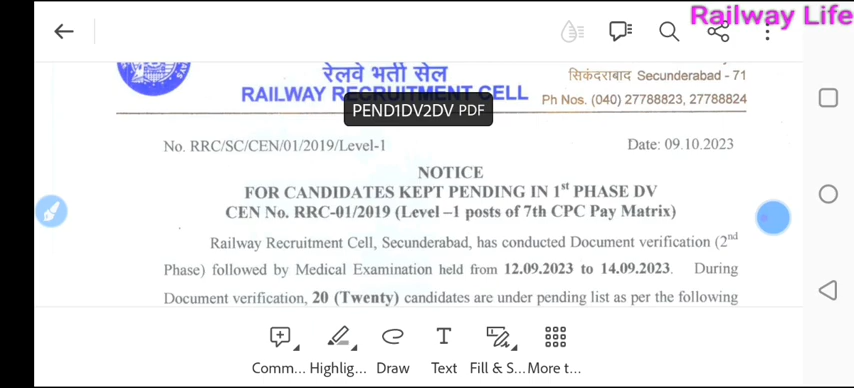 Railway Life
रेलवे भर्ती सेल
RAILWAY RECRUITMENT CELL
सिकंदराबाद Secunderabad - 71
Ph Nos. (040) 27788823, 27788824
PEND1DV2DV PDF
No. RRC/SC/CEN/01/2019/Level-1
Date: 09.10.2023
NOTICE
FOR CANDIDATES KEPT PENDING IN 1st PHASE DV
CEN No. RRC-01/2019 (Level –1 posts of 7th CPC Pay Matrix)
Railway Recruitment Cell, Secunderabad, has conducted Document verification (2nd
Phase) followed by Medical Examination held from 12.09.2023 to 14.09.2023. During
Document verification, 20 (Twenty) candidates are under pending list as per the following
Comm... Highlig... Draw Text Fill & S... More t...